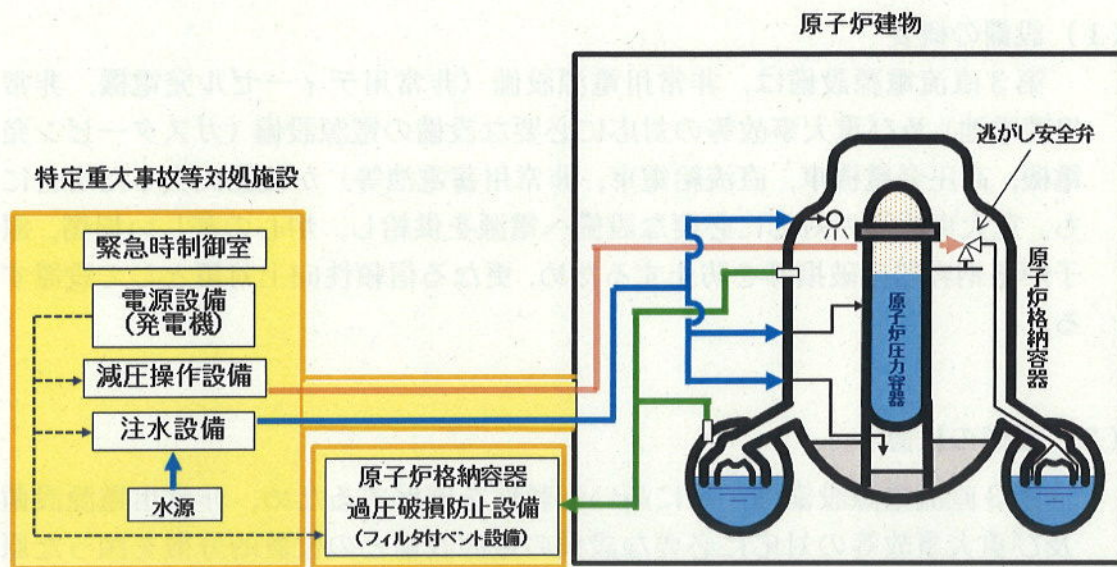 原子炉建物
逃がし安全弁
特定重大事故等対処施設
緊急時制御室
電源設備
(発電機)
減圧操作設備
注水設備
水源
原子炉格納容器
過圧破損防止設備
(フィルタ付ベント設備)
原子炉圧力容器
原子炉格納容器